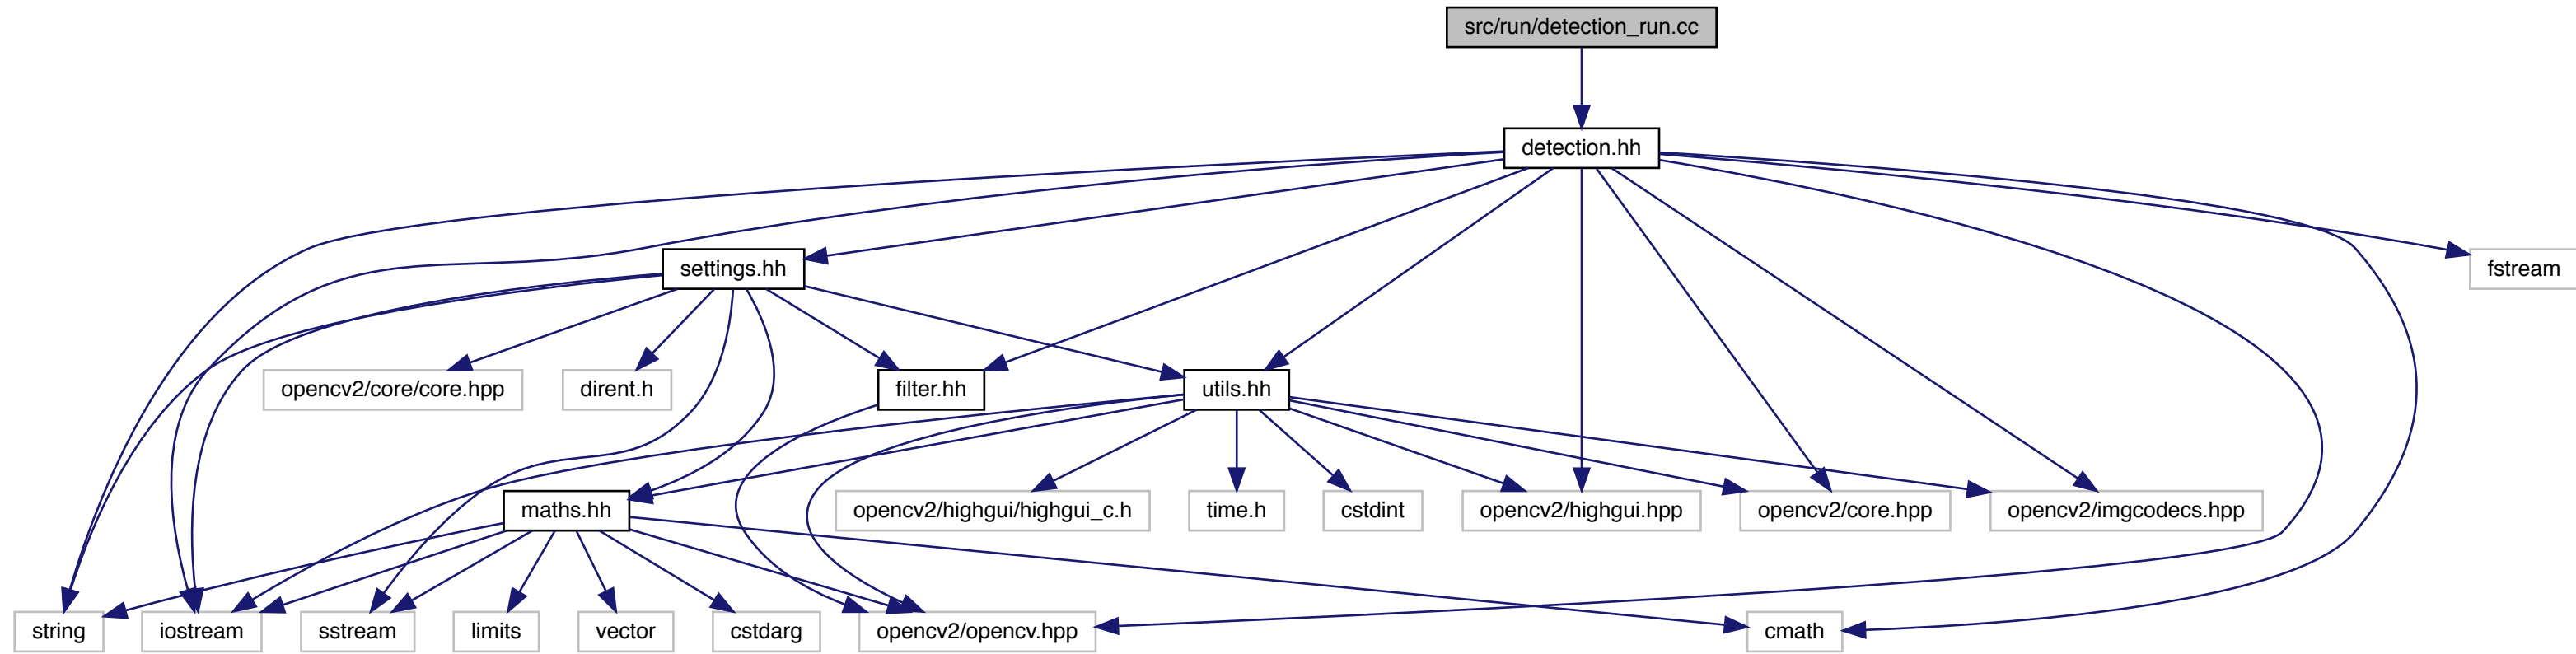 src/run/detection_run.cc
detection.hh
settings.hh
fstream
opencv2/core/core.hpp
dirent.h
filter.hh
utils.hh
maths.hh
opencv2/highgui/highgui_c.h
time.h
cstdint
opencv2/highgui.hpp
opencv2/core.hpp
opencv2/imgcodecs.hpp
string
iostream
sstream
limits
vector
cstdarg
opencv2/opencv.hpp
cmath